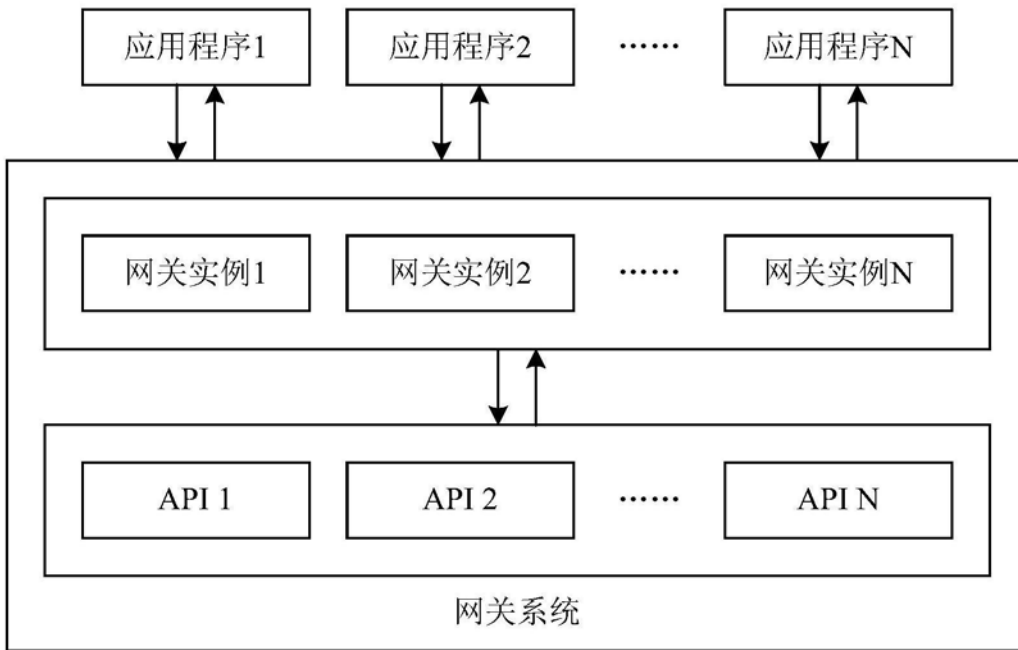 应用程序1 应用程序2 …… 应用程序N
网关实例1 网关实例2 …… 网关实例N
API 1 API 2 …… API N
网关系统